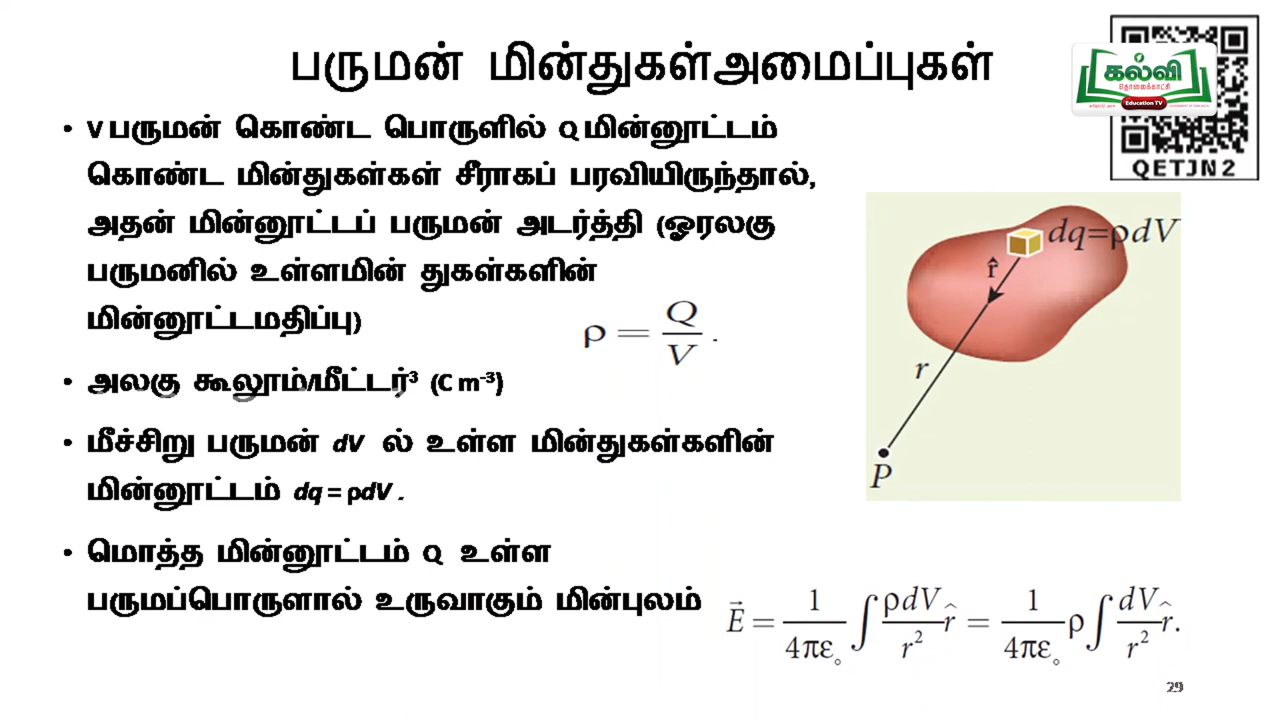 பருமன் மின்துகள்அமைப்புகள்
கல்வி
தொலைக்காட்சி
Education TV
QETJN2
• V பருமன் கொண்ட பொருளில் Q மின்னூட்டம்
கொண்ட மின்துகள்கள் சீராகப் பரவியிருந்தால்,
அதன் மின்னூட்டப் பருமன் அடர்த்தி (ஓரலகு
பருமனில் உள்ளமின் துகள்களின்
மின்னூட்டமதிப்பு)
ρ = Q/V .
• அலகு கூலூம்/மீட்டர்³ (C m⁻³)
• மீச்சிறு பருமன் dV ல் உள்ள மின்துகள்களின்
மின்னூட்டம் dq = ρdV .
• மொத்த மின்னூட்டம் Q உள்ள
பருமப்பொருளால் உருவாகும் மின்புலம்
dq=ρdV
r̂
r
P
E⃗ = 1/4πε∘ ∫ ρdV/r² r̂ = 1/4πε∘ ρ ∫ dV/r² r̂.
29